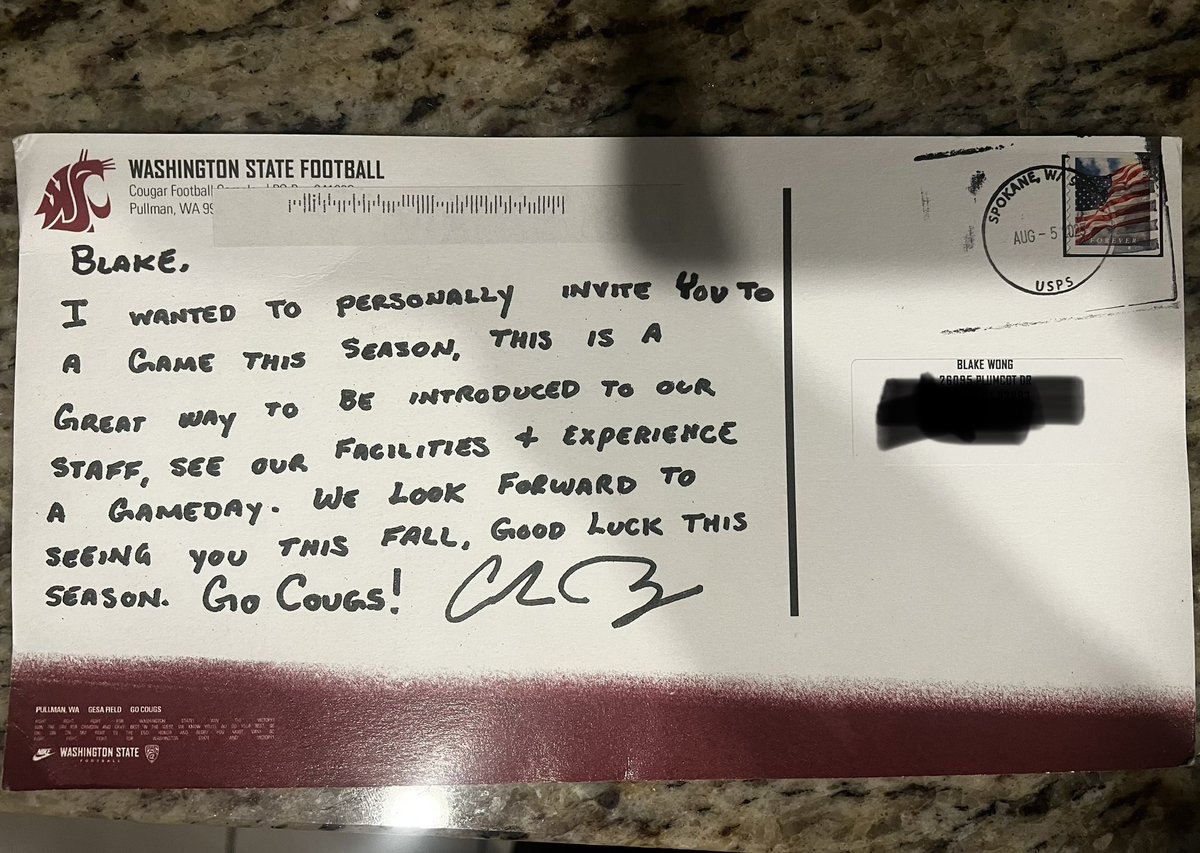 WASHINGTON STATE FOOTBALL
Cougar Football
Pullman, WA 99
BLAKE,
I WANTED TO PERSONALLY INVITE YOU TO
A GAME THIS SEASON, THIS IS A
GREAT WAY TO BE INTRODUCED TO OUR
STAFF, SEE OUR FACILITIES & EXPERIENCE
A GAMEDAY. WE LOOK FORWARD TO
SEEING YOU THIS FALL, GOOD LUCK THIS
SEASON. GO COUGS!
SPOKANE, WA 9
AUG - 5
USPS
FOREVER
BLAKE WONG
PULLMAN, WA GESA FIELD GO COUGS
NIKE WASHINGTON STATE
FOOTBALL